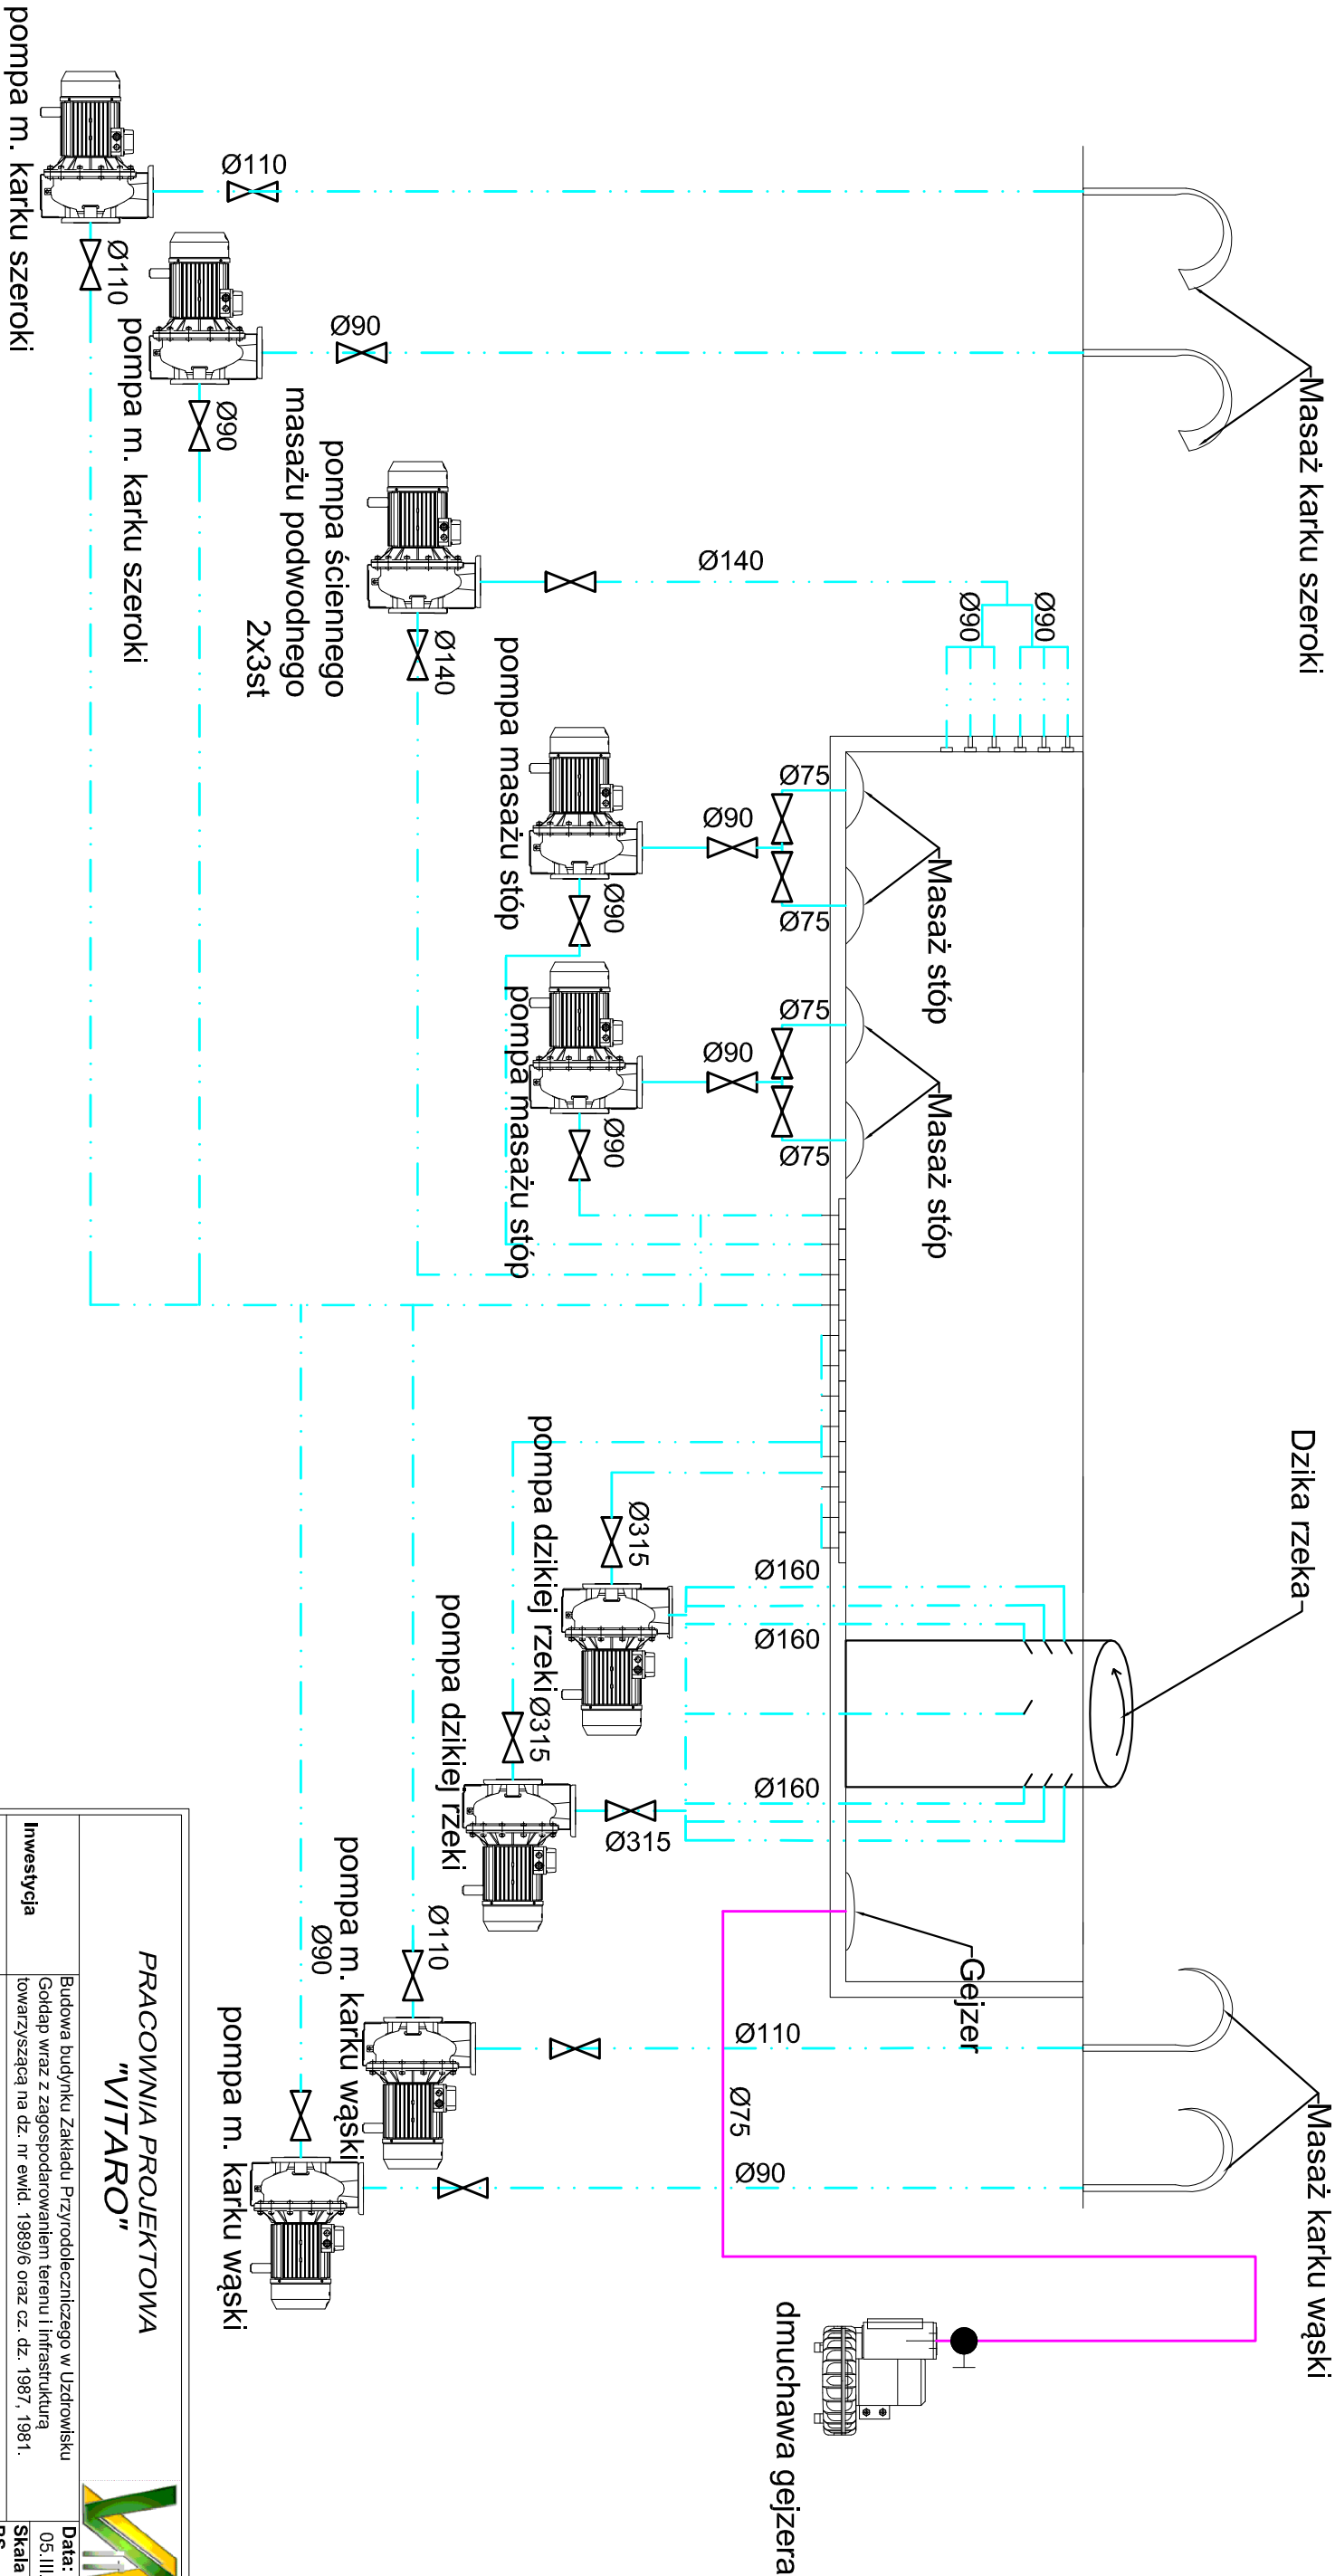 Masaż karku szeroki
Dzika rzeka
Masaż karku wąski
Ø110
Ø110
pompa m. karku szeroki
Ø90
Ø90
pompa m. karku szeroki
Ø140
Ø90
Ø90
Ø140
pompa ściennego
masażu podwodnego
2x3st
Masaż stóp
Masaż stóp
Ø75
Ø75
Ø75
Ø75
Ø90
Ø90
Ø90
Ø90
pompa masażu stóp
pompa masażu stóp
Ø160
Ø160
Ø160
Ø315
Ø315
Ø315
pompa dzikiej rzeki
pompa dzikiej rzeki
Gejzer
Ø110
Ø75
Ø90
Ø110
pompa m. karku wąski
Ø90
pompa m. karku wąski
dmuchawa gejzera
PRACOWNIA PROJEKTOWA
"VITARO"
Inwestycja
Budowa budynku Zakładu Przyrodoleczniczego w Uzdrowisku
Gołdap wraz z zagospodarowaniem terenu i infrastrukturą
towarzyszącą na dz. nr ewid. 1989/6 oraz cz. dz. 1987, 1981.
Data:
05.III.
Skala